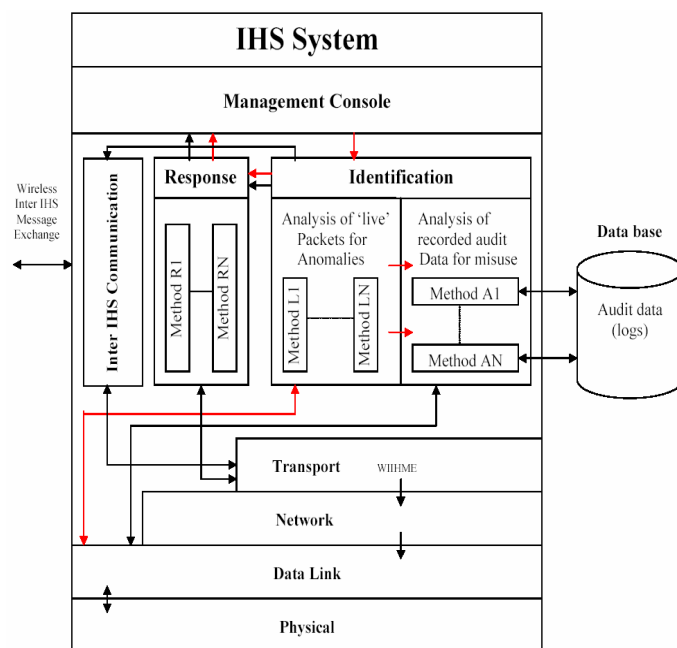 IHS System
Management Console
Wireless
Inter IHS
Message
Exchange
Inter IHS Communication
Response
Method R1
Method RN
Identification
Analysis of ‘live’
Packets for
Anomalies
Method L1
Method LN
Analysis of
recorded audit
Data for misuse
Method A1
Method AN
Data base
Audit data
(logs)
Transport
WIIHME
Network
Data Link
Physical